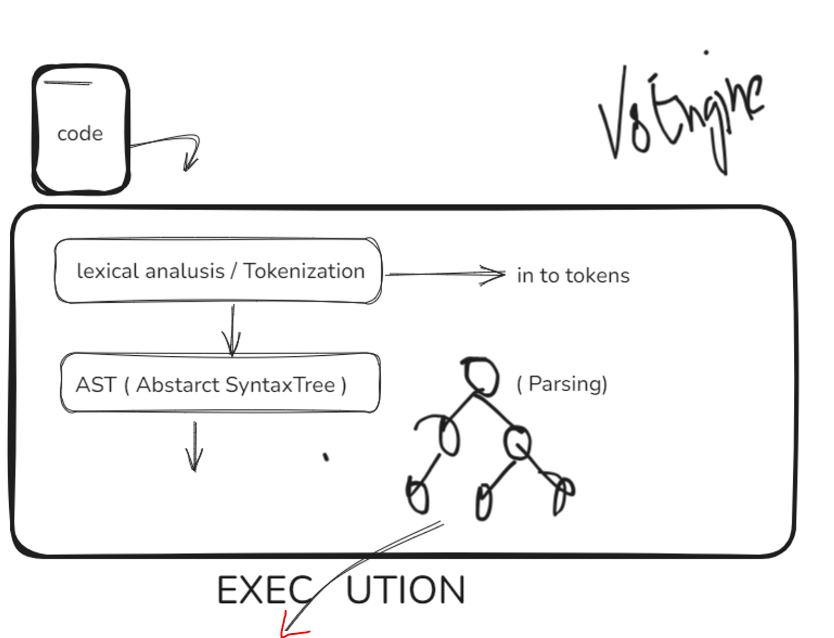 V8 Engine
code
lexical analusis / Tokenization
in to tokens
AST ( Abstarct SyntaxTree )
( Parsing)
EXEC UTION